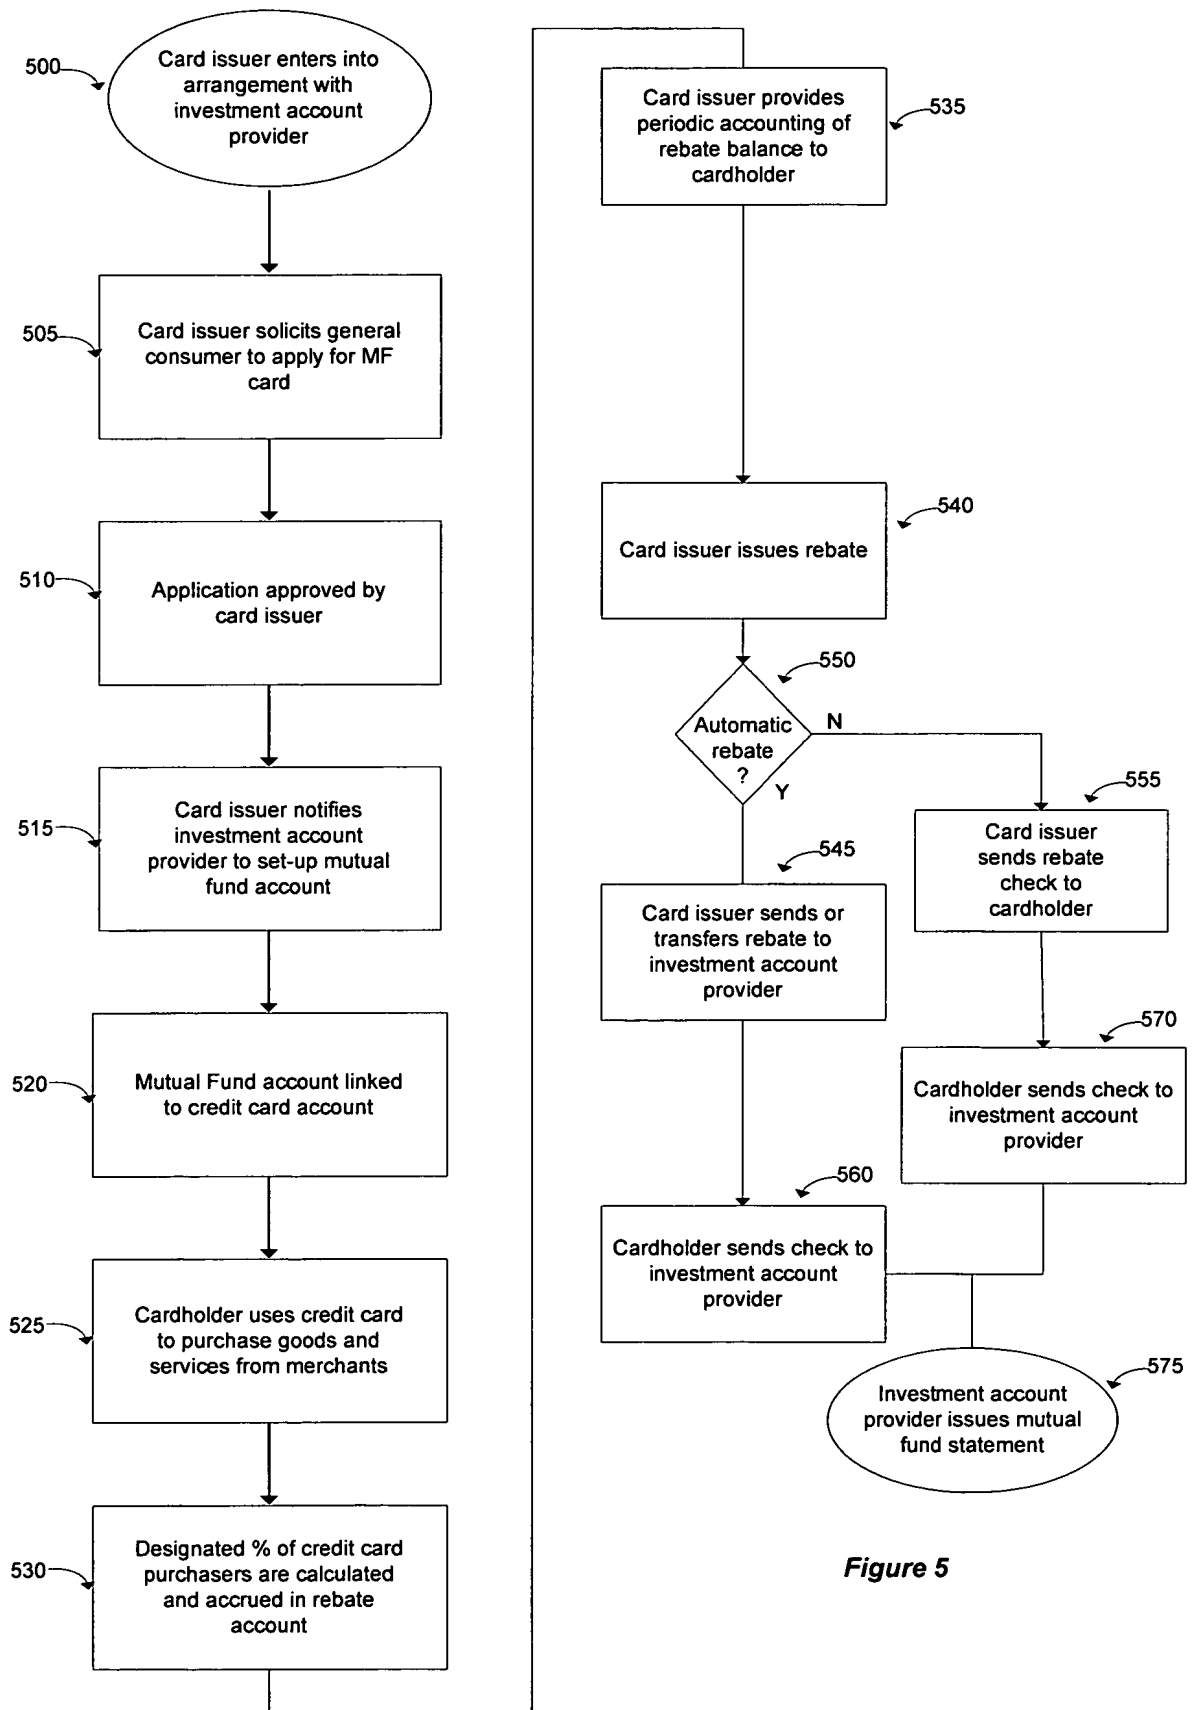 500
Card issuer enters into
arrangement with
investment account
provider
505
Card issuer solicits general
consumer to apply for MF
card
510
Application approved by
card issuer
515
Card issuer notifies
investment account
provider to set-up mutual
fund account
520
Mutual Fund account linked
to credit card account
525
Cardholder uses credit card
to purchase goods and
services from merchants
530
Designated % of credit card
purchasers are calculated
and accrued in rebate
account
535
Card issuer provides
periodic accounting of
rebate balance to
cardholder
540
Card issuer issues rebate
550
Automatic
rebate
?
N
Y
555
Card issuer
sends rebate
check to
cardholder
545
Card issuer sends or
transfers rebate to
investment account
provider
570
Cardholder sends check to
investment account
provider
560
Cardholder sends check to
investment account
provider
575
Investment account
provider issues mutual
fund statement
Figure 5